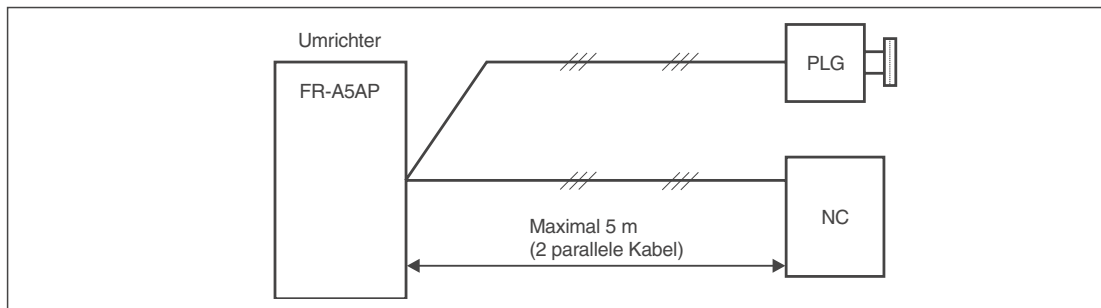 Umrichter
FR-A5AP
PLG
NC
Maximal 5 m
(2 parallele Kabel)